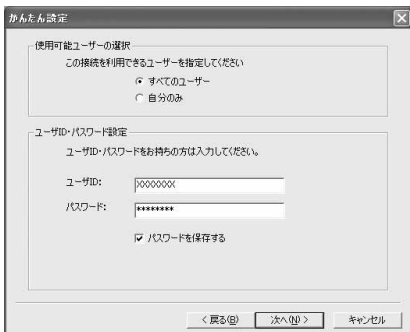 かんたん設定
使用可能ユーザーの選択
この接続を利用できるユーザーを指定してください
すべてのユーザー
自分のみ
ユーザID・パスワード設定
ユーザID・パスワードをお持ちの方は入力してください。
ユーザID: XXXXXXX
パスワード: ********
パスワードを保存する
< 戻る(B) 次へ(N) > キャンセル